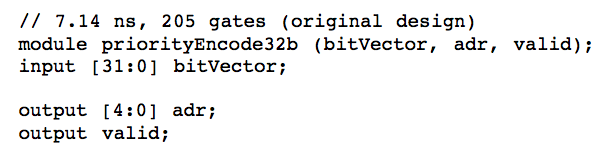 // 7.14 ns, 205 gates (original design)
module priorityEncode32b (bitVector, adr, valid);
input [31:0] bitVector;
output [4:0] adr;
output valid;